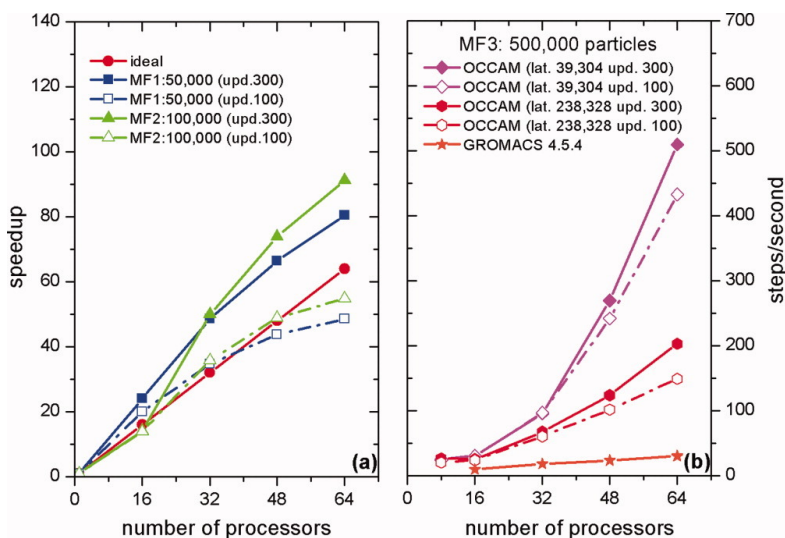 140
120
100
80
60
40
20
0
speedup
ideal
MF1:50,000 (upd.300)
MF1:50,000 (upd.100)
MF2:100,000 (upd.300)
MF2:100,000 (upd.100)
(a)
0 16 32 48 64
number of processors
MF3: 500,000 particles
OCCAM (lat. 39,304 upd. 300)
OCCAM (lat. 39,304 upd. 100)
OCCAM (lat. 238,328 upd. 300)
OCCAM (lat. 238,328 upd. 100)
GROMACS 4.5.4
(b)
0 16 32 48 64
number of processors
700
600
500
400
300
200
100
0
steps/second